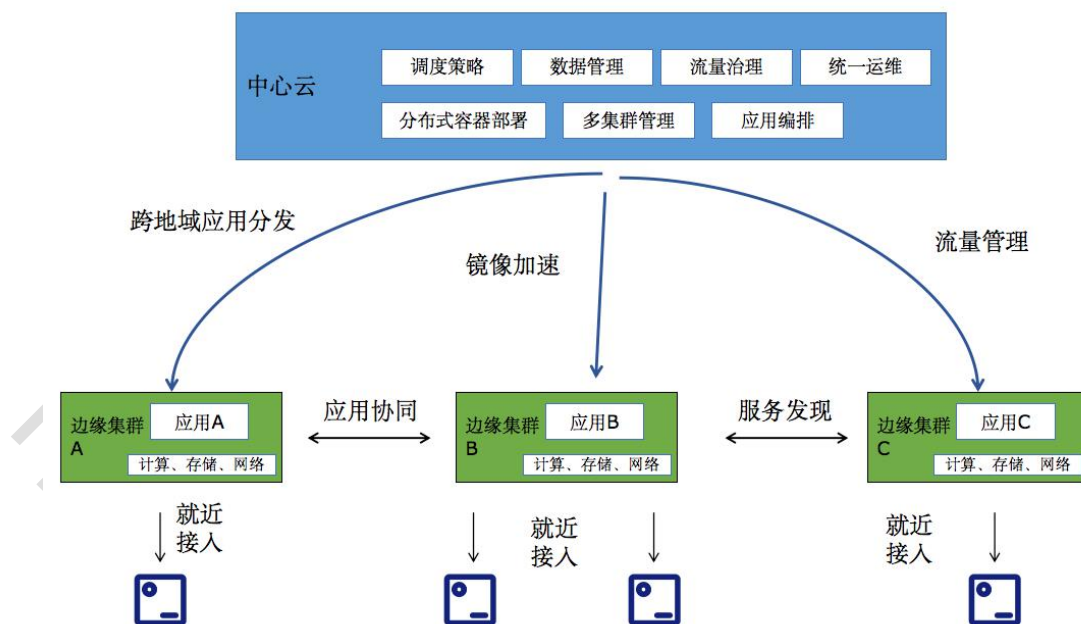 调度策略 数据管理 流量治理 统一运维
中心云
分布式容器部署 多集群管理 应用编排
跨地域应用分发
镜像加速
流量管理
边缘集群
A
应用A
计算、存储、网络
应用协同
边缘集群
B
应用B
计算、存储、网络
服务发现
边缘集群
C
应用C
计算、存储、网络
就近
接入
就近
接入
就近
接入